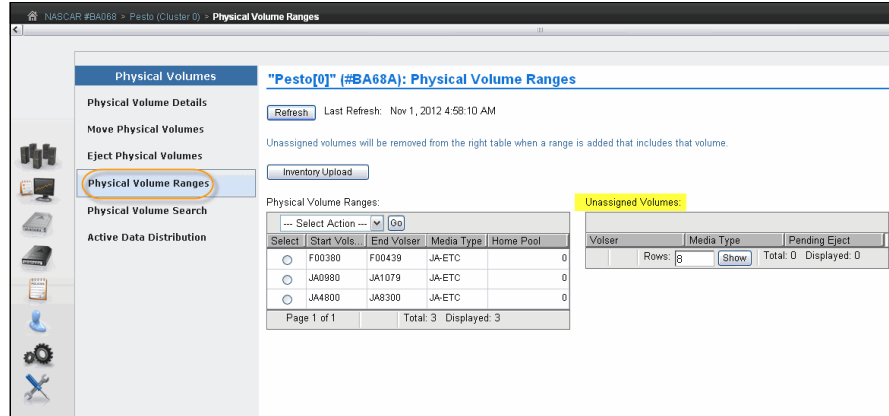 NASCAR #BA068 > Pesto (Cluster 0) > Physical Volume Ranges
Physical Volumes
Physical Volume Details
Move Physical Volumes
Eject Physical Volumes
Physical Volume Ranges
Physical Volume Search
Active Data Distribution
"Pesto[0]" (#BA68A): Physical Volume Ranges
Refresh Last Refresh: Nov 1, 2012 4:58:10 AM
Unassigned volumes will be removed from the right table when a range is added that includes that volume.
Inventory Upload
Physical Volume Ranges:
--- Select Action --- Go
Select Start Vols... End Volser Media Type Home Pool
F00380 F00439 JA-ETC 0
JA0980 JA1079 JA-ETC 0
JA4800 JA8300 JA-ETC 0
Page 1 of 1 Total: 3 Displayed: 3
Unassigned Volumes:
Volser Media Type Pending Eject
Rows: 8 Show Total: 0 Displayed: 0